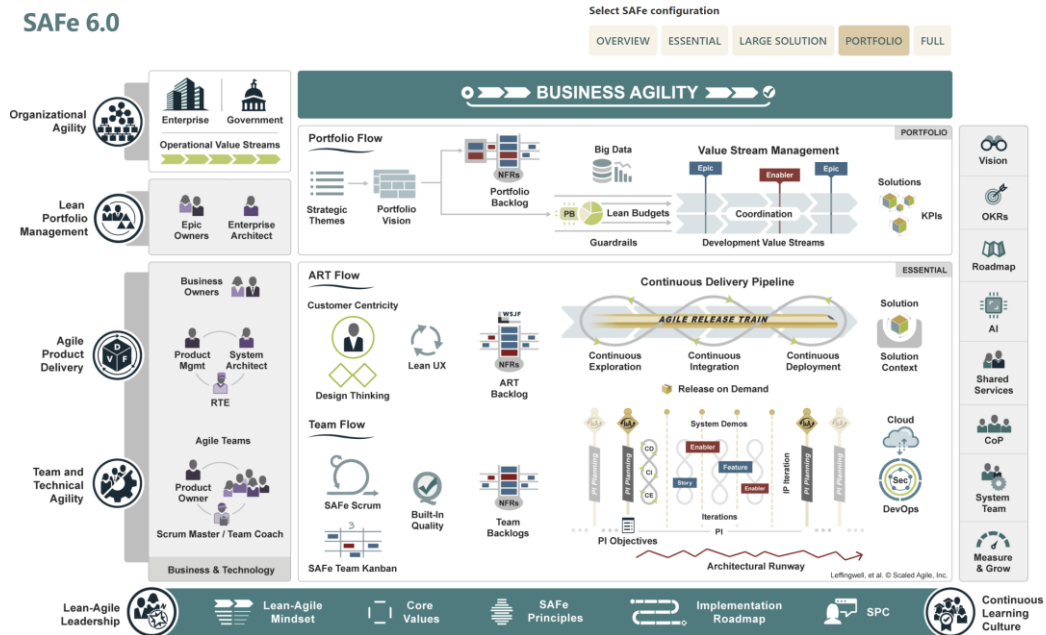 SAFe 6.0
Select SAFe configuration
OVERVIEW
ESSENTIAL
LARGE SOLUTION
PORTFOLIO
FULL
Organizational
Agility
Enterprise
Government
Operational Value Streams
BUSINESS AGILITY
Lean
Portfolio
Management
Epic
Owners
Enterprise
Architect
PORTFOLIO
Portfolio Flow
Strategic
Themes
Portfolio
Vision
NFRs
Portfolio
Backlog
Big Data
PB
Lean Budgets
Guardrails
Value Stream Management
Epic
Enabler
Epic
Coordination
Development Value Streams
Solutions
KPIs
Agile
Product
Delivery
Business
Owners
Product
Mgmt
System
Architect
RTE
ESSENTIAL
ART Flow
Customer Centricity
Design Thinking
Lean UX
WSJF
NFRs
ART
Backlog
Continuous Delivery Pipeline
AGILE RELEASE TRAIN
Continuous
Exploration
Continuous
Integration
Continuous
Deployment
Release on Demand
Solution
Solution
Context
Team and
Technical
Agility
Agile Teams
Product
Owner
Scrum Master / Team Coach
Business & Technology
Team Flow
SAFe Scrum
3
SAFe Team Kanban
Built-In
Quality
NFRs
Team
Backlogs
PI Planning
PI Planning
CD
CI
CE
System Demos
Enabler
Feature
Story
Enabler
Iterations
IP Iteration
PI Planning
PI Planning
PI
PI Objectives
Architectural Runway
Cloud
Sec
DevOps
Leffingwell, et al. © Scaled Agile, Inc.
Vision
OKRs
Roadmap
AI
Shared
Services
CoP
System
Team
Measure
& Grow
Lean-Agile
Leadership
Lean-Agile
Mindset
Core
Values
SAFe
Principles
Implementation
Roadmap
SPC
Continuous
Learning
Culture